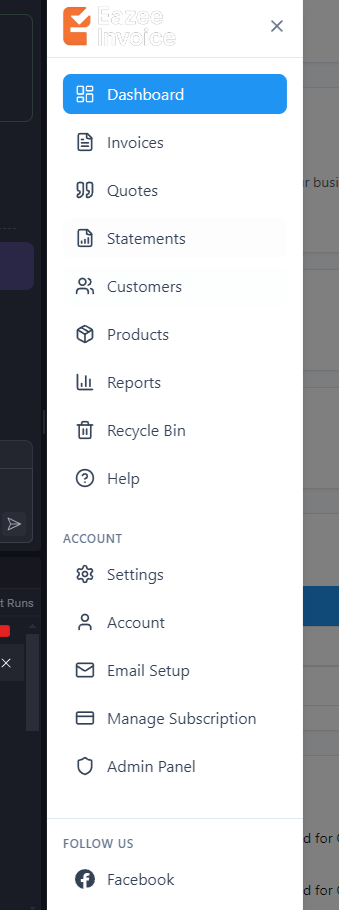 Eazee
Invoice
Dashboard
Invoices
r busi
Quotes
Statements
Customers
Products
Reports
Recycle Bin
Help
ACCOUNT
Settings
t Runs
Account
Email Setup
Manage Subscription
Admin Panel
FOLLOW US
d for
Facebook
d for